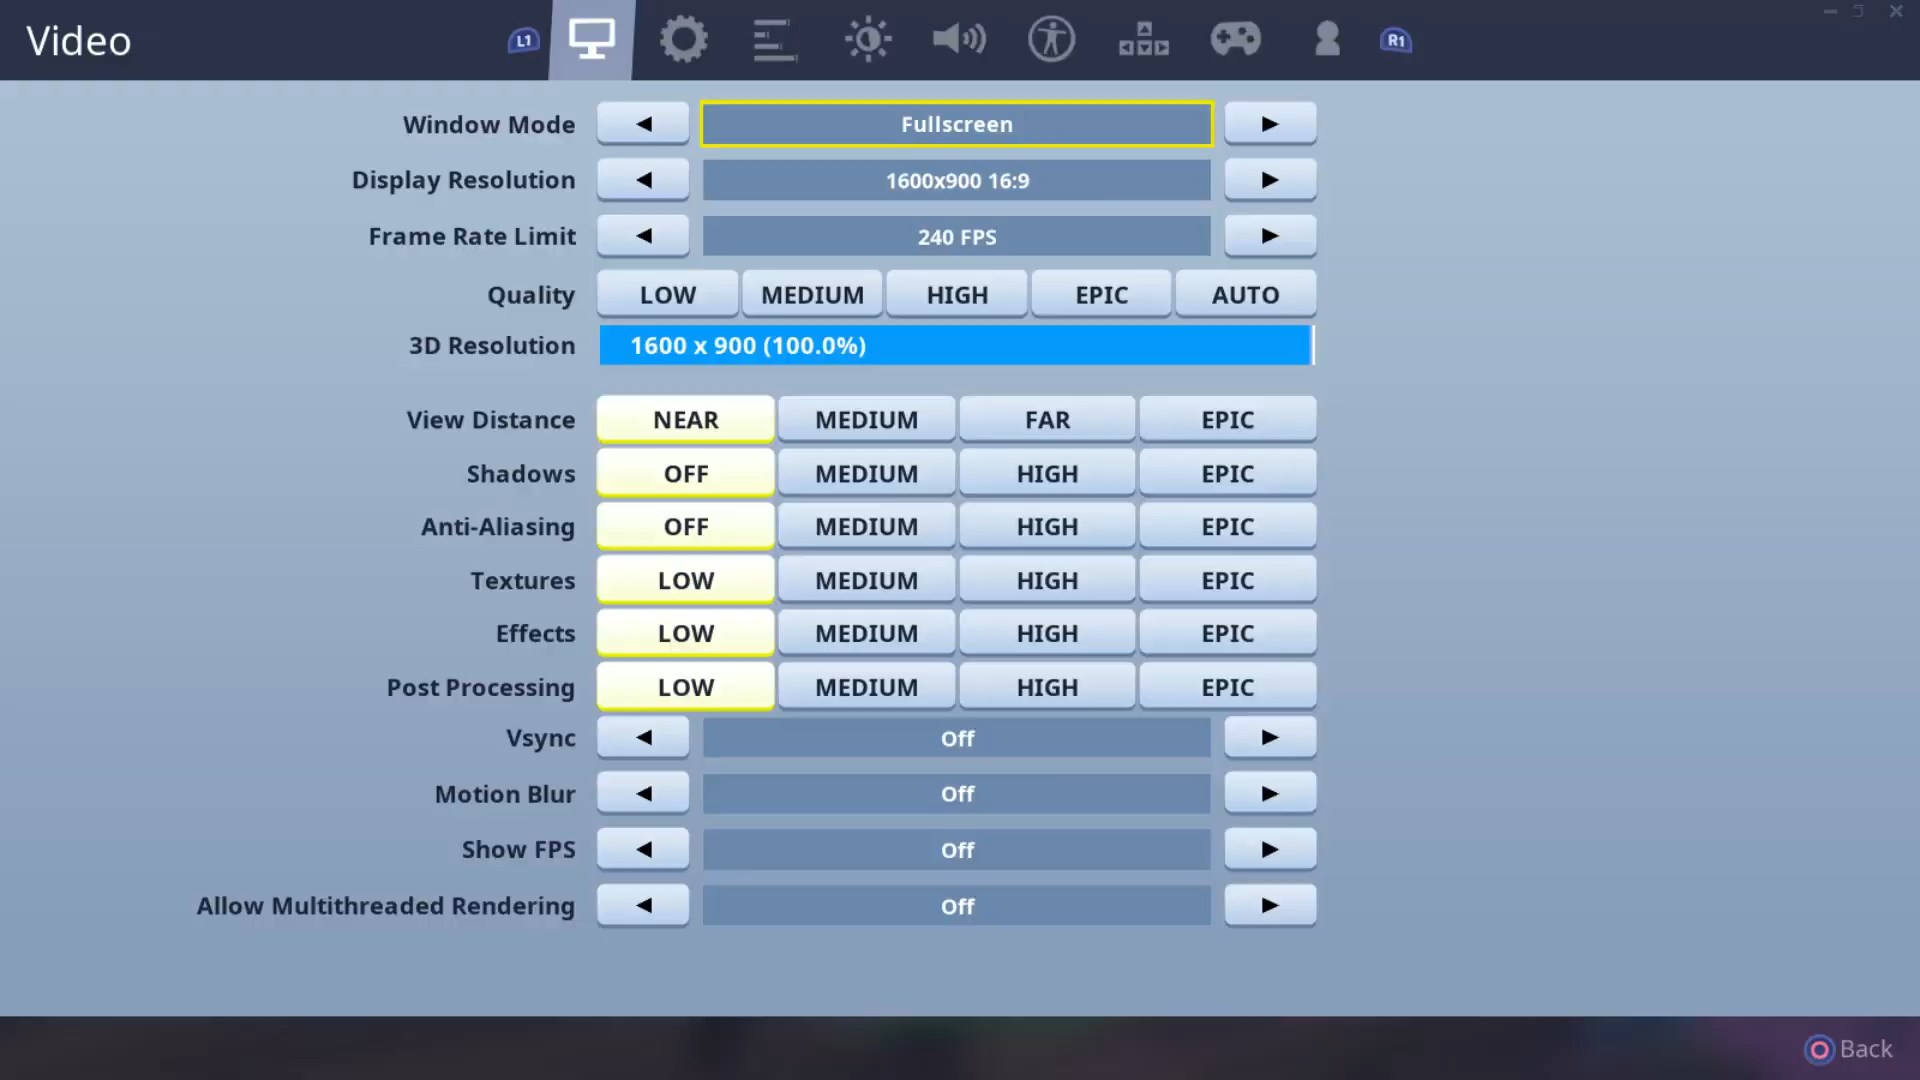 Video
L1
R1
Window Mode Fullscreen
Display Resolution 1600x900 16:9
Frame Rate Limit 240 FPS
Quality LOW MEDIUM HIGH EPIC AUTO
3D Resolution 1600 x 900 (100.0%)
View Distance NEAR MEDIUM FAR EPIC
Shadows OFF MEDIUM HIGH EPIC
Anti-Aliasing OFF MEDIUM HIGH EPIC
Textures LOW MEDIUM HIGH EPIC
Effects LOW MEDIUM HIGH EPIC
Post Processing LOW MEDIUM HIGH EPIC
Vsync Off
Motion Blur Off
Show FPS Off
Allow Multithreaded Rendering Off
Back